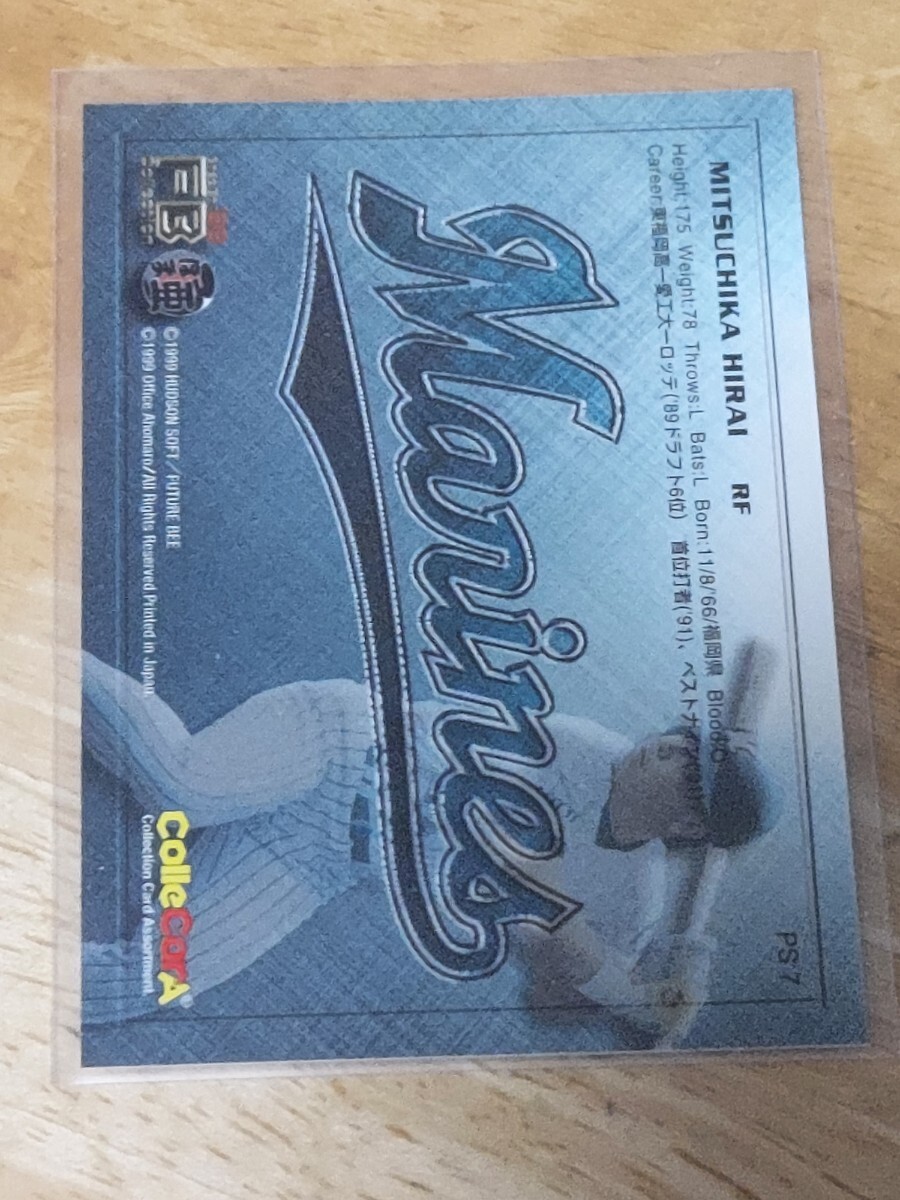 PS.7
MITSUCHIKA HIRAI RF
Height:175 Weight:78 Throws:L Bats:L Born:11/8/'66/福岡県 Blood:O
Career:東福岡高ー愛工大ーロッテ('89ドラフト6位) 首位打者('91)、ベストナイン
Marines
FB
©1999 HUDSON SOFT/FUTURE BEE
©1999 Office Ahomaro/All Rights Reserved Printed in Japan
ColleCarA®
Collection Card Assortment